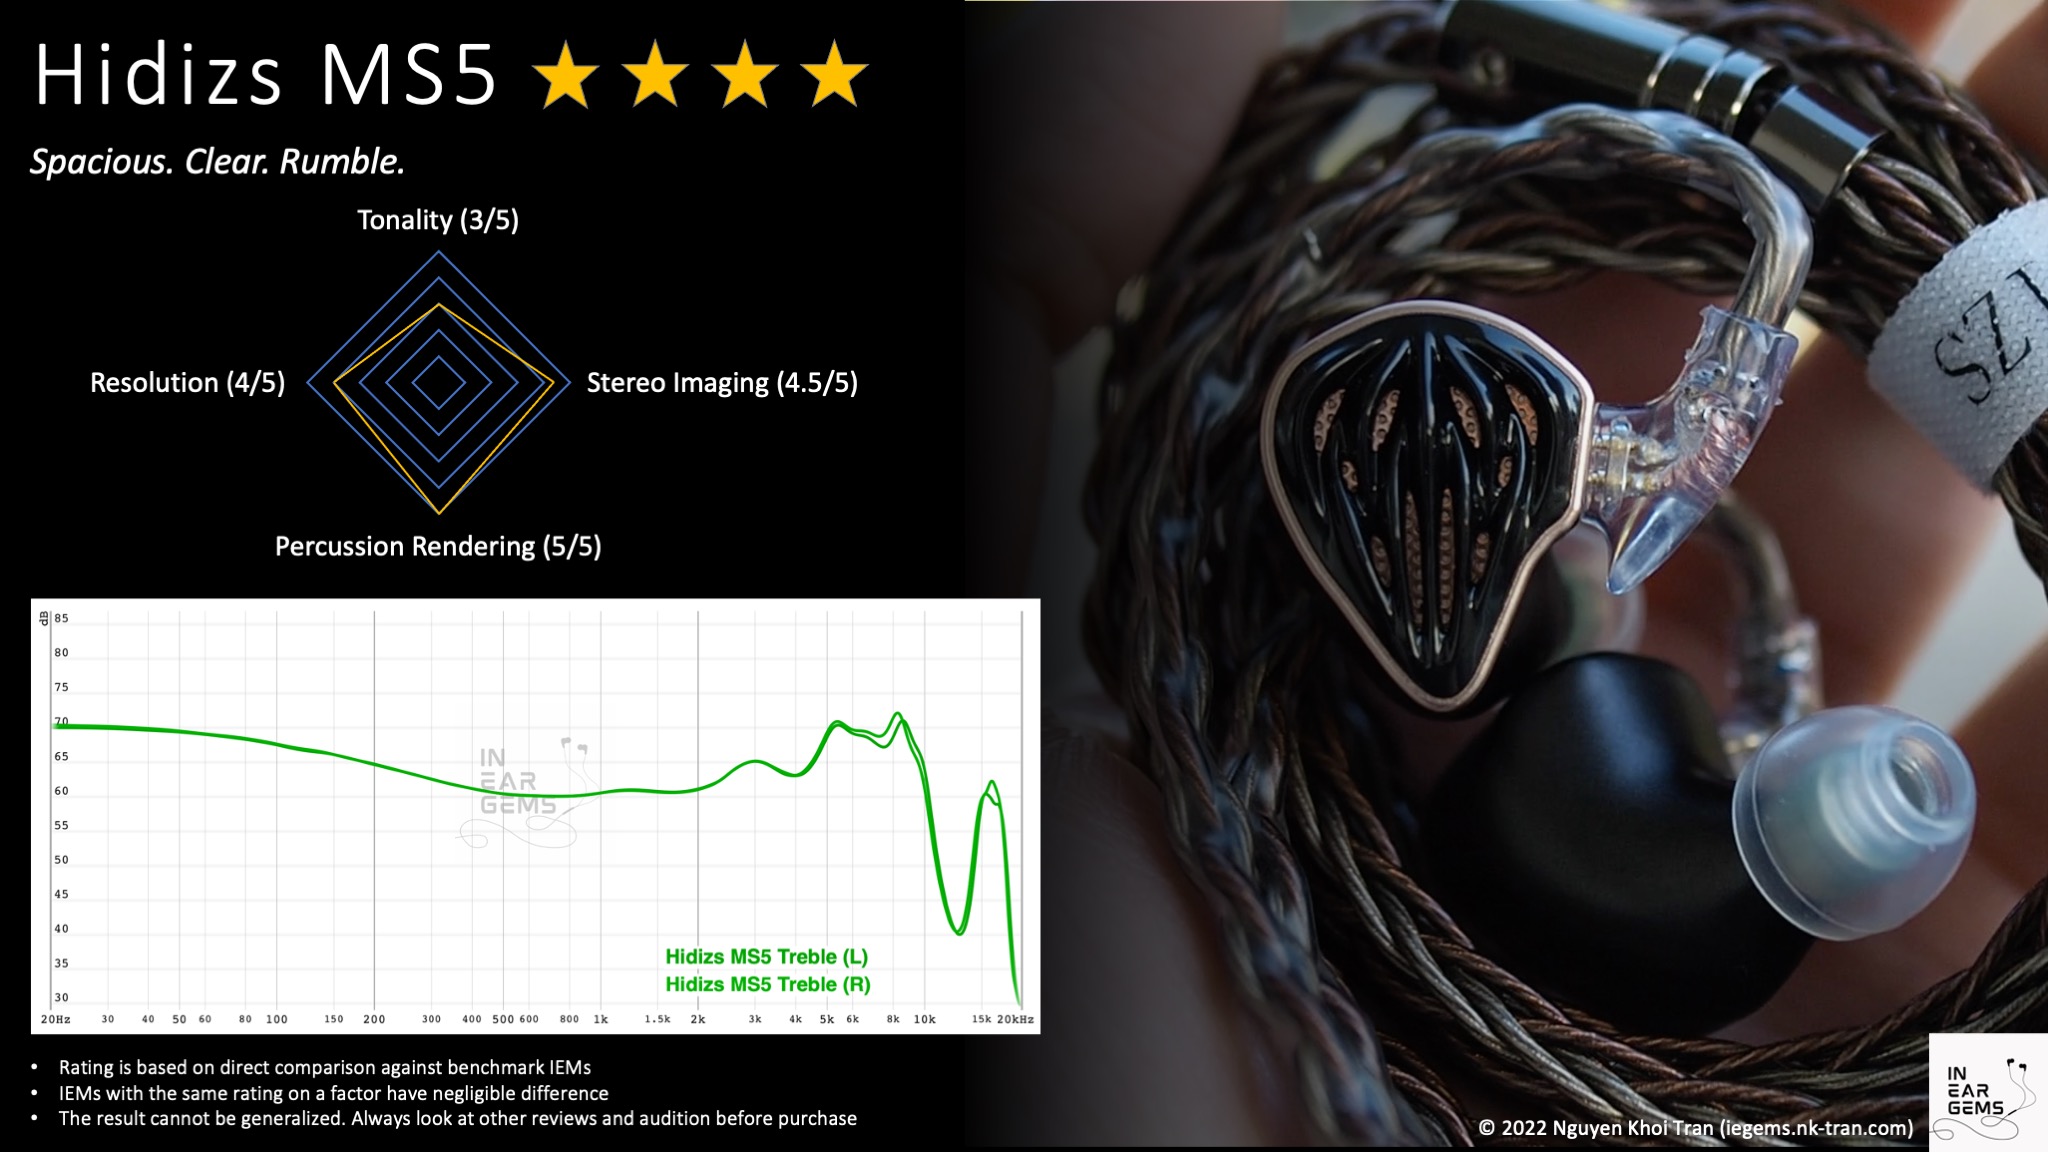 Hidizs MS5
Spacious. Clear. Rumble.
Tonality (3/5)
Resolution (4/5)
Stereo Imaging (4.5/5)
Percussion Rendering (5/5)
dB
85
80
75
70
65
60
55
50
45
40
35
30
IN
EAR
GEMS
Hidizs MS5 Treble (L)
Hidizs MS5 Treble (R)
20Hz 30 40 50 60 80 100 150 200 300 400 500 600 800 1k 1.5k 2k 3k 4k 5k 6k 8k 10k 15k 20kHz
• Rating is based on direct comparison against benchmark IEMs
• IEMs with the same rating on a factor have negligible difference
• The result cannot be generalized. Always look at other reviews and audition before purchase
© 2022 Nguyen Khoi Tran (iegems.nk-tran.com)
IN
EAR
GEMS